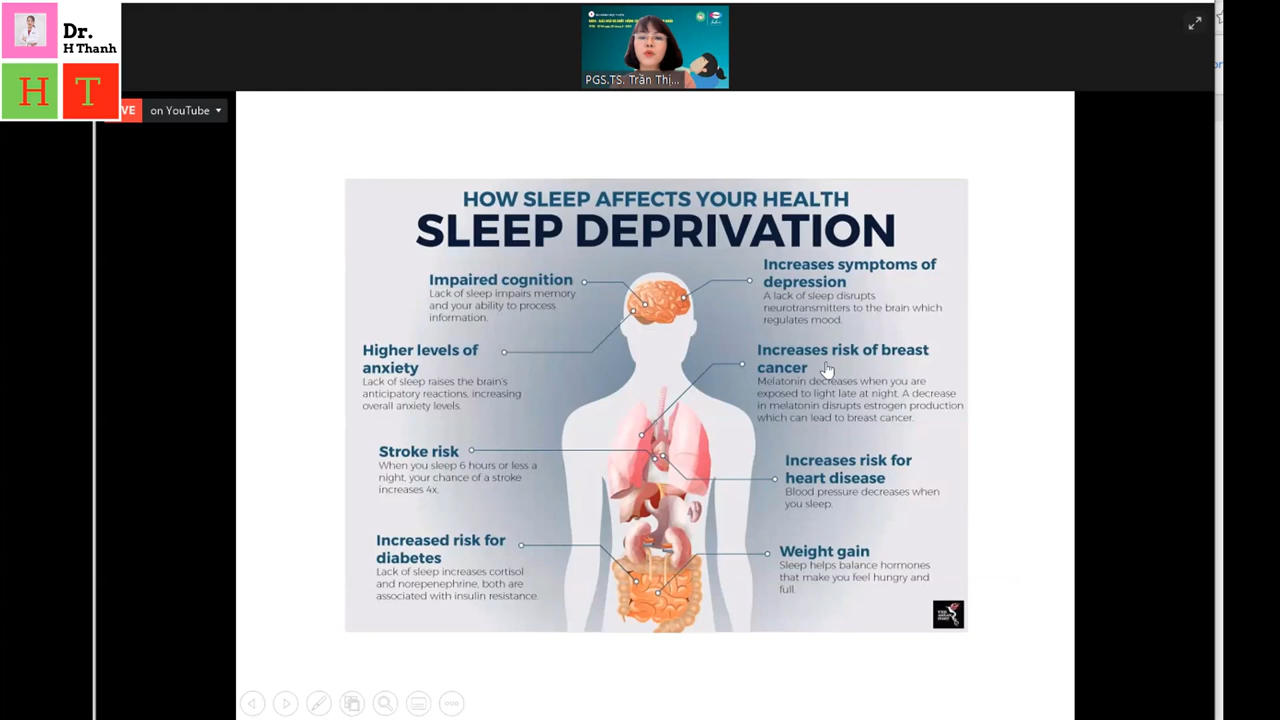 Dr.
H Thanh
H T
PGS.TS. Trần Thị...
VE
on YouTube
HOW SLEEP AFFECTS YOUR HEALTH
SLEEP DEPRIVATION
Impaired cognition
Lack of sleep impairs memory
and your ability to process
information.
Increases symptoms of
depression
A lack of sleep disrupts
neurotransmitters to the brain which
regulates mood.
Higher levels of
anxiety
Lack of sleep raises the brain's
anticipatory reactions, increasing
overall anxiety levels.
Increases risk of breast
cancer
Melatonin decreases when you are
exposed to light late at night. A decrease
in melatonin disrupts estrogen production
which can lead to breast cancer.
Stroke risk
When you sleep 6 hours or less a
night, your chance of a stroke
increases 4x.
Increases risk for
heart disease
Blood pressure decreases when
you sleep.
Increased risk for
diabetes
Lack of sleep increases cortisol
and norepenephrine, both are
associated with insulin resistance.
Weight gain
Sleep helps balance hormones
that make you feel hungry and
full.